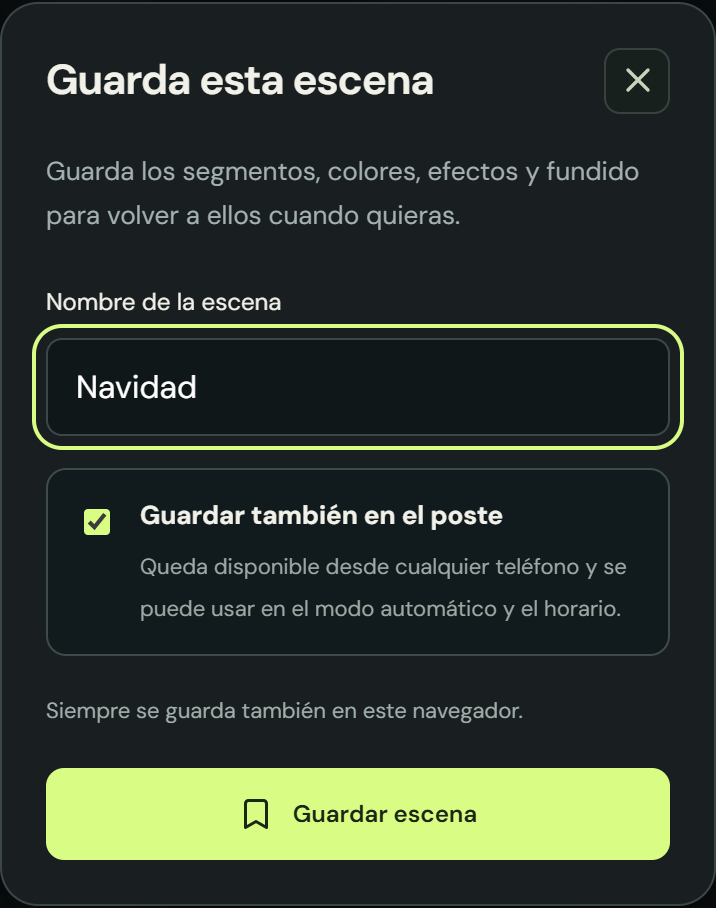 Guarda esta escena
Guarda los segmentos, colores, efectos y fundido
para volver a ellos cuando quieras.
Nombre de la escena
Navidad
Guardar también en el poste
Queda disponible desde cualquier teléfono y se
puede usar en el modo automático y el horario.
Siempre se guarda también en este navegador.
Guardar escena